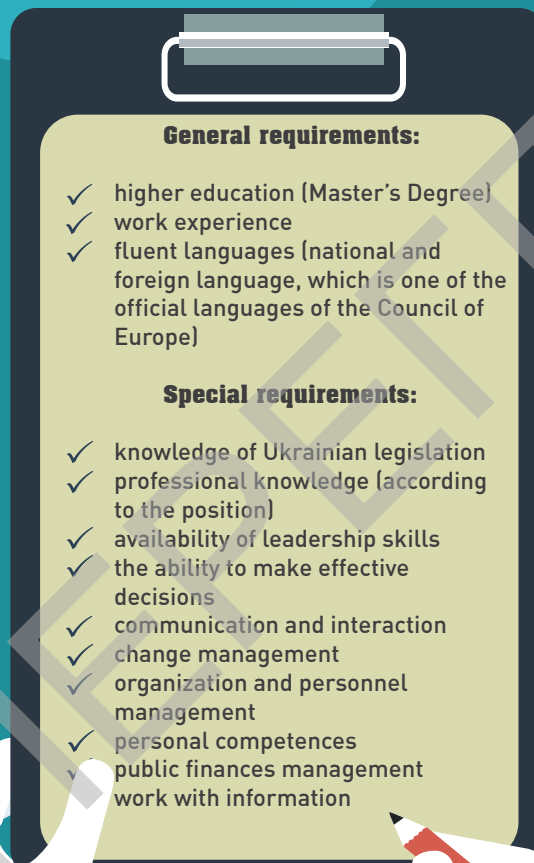 General requirements:
✓ higher education (Master's Degree)
✓ work experience
✓ fluent languages (national and
foreign language, which is one of the
official languages of the Council of
Europe)
Special requirements:
✓ knowledge of Ukrainian legislation
✓ professional knowledge (according
to the position)
✓ availability of leadership skills
✓ the ability to make effective
decisions
✓ communication and interaction
✓ change management
✓ organization and personnel
management
✓ personal competences
✓ public finances management
work with information